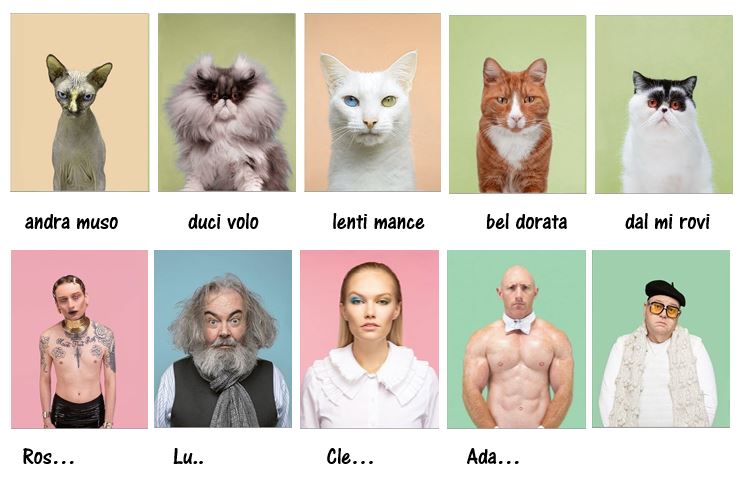 andra muso
duci volo
lenti mance
bel dorata
dal mi rovi
Ros...
Lu..
Cle...
Ada...